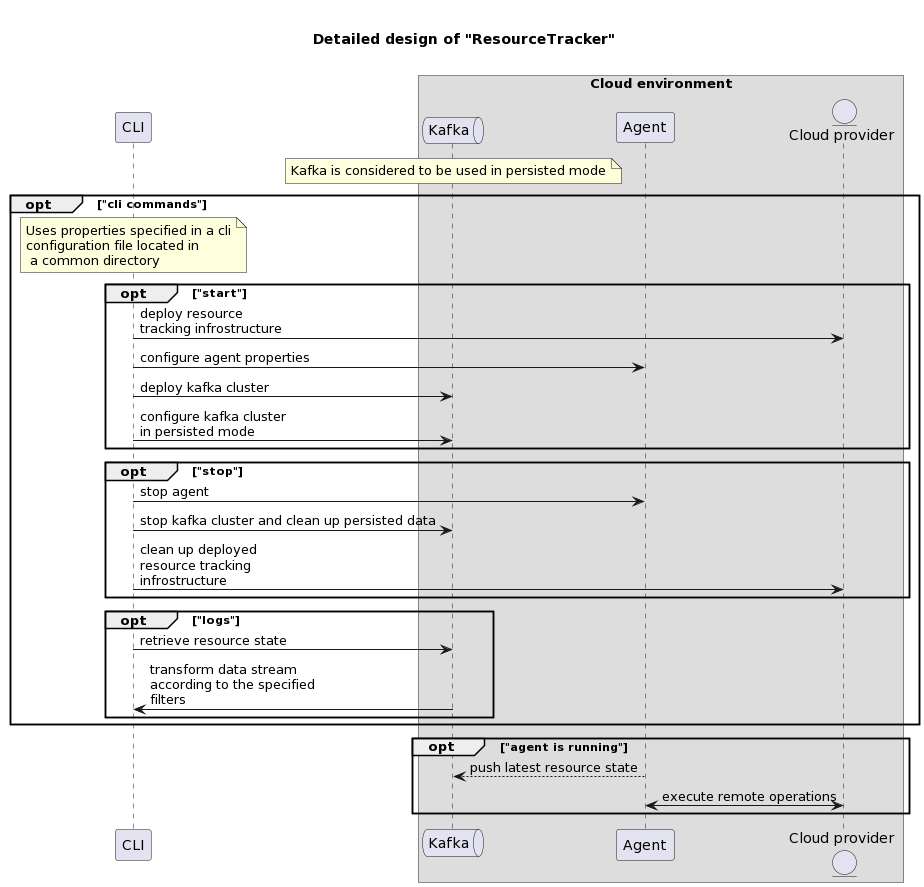 Detailed design of "ResourceTracker"
Cloud environment
CLI
Kafka
Agent
Cloud provider
Kafka is considered to be used in persisted mode
opt ["cli commands"]
Uses properties specified in a cli
configuration file located in
a common directory
opt ["start"]
deploy resource
tracking infrostructure
configure agent properties
deploy kafka cluster
configure kafka cluster
in persisted mode
opt ["stop"]
stop agent
stop kafka cluster and clean up persisted data
clean up deployed
resource tracking
infrostructure
opt ["logs"]
retrieve resource state
transform data stream
according to the specified
filters
opt ["agent is running"]
push latest resource state
execute remote operations
CLI
Kafka
Agent
Cloud provider